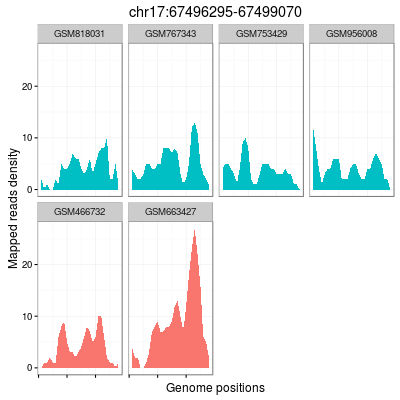 chr17:67496295-67499070
GSM818031 GSM767343 GSM753429 GSM956008
20
10
0
GSM466732 GSM663427
20
10
0
Mapped reads density
Genome positions